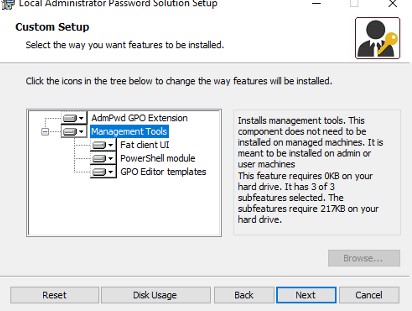 Local Administrator Password Solution Setup
Custom Setup
Select the way you want features to be installed.
Click the icons in the tree below to change the way features will be installed.
AdmPwd GPO Extension
Management Tools
Fat client UI
PowerShell module
GPO Editor templates
Installs management tools. This
component does not need to be
installed on managed machines. It is
meant to be installed on admin or
user machines
This feature requires 0KB on your
hard drive. It has 3 of 3
subfeatures selected. The
subfeatures require 217KB on your
hard drive.
Browse...
Reset
Disk Usage
Back
Next
Cancel